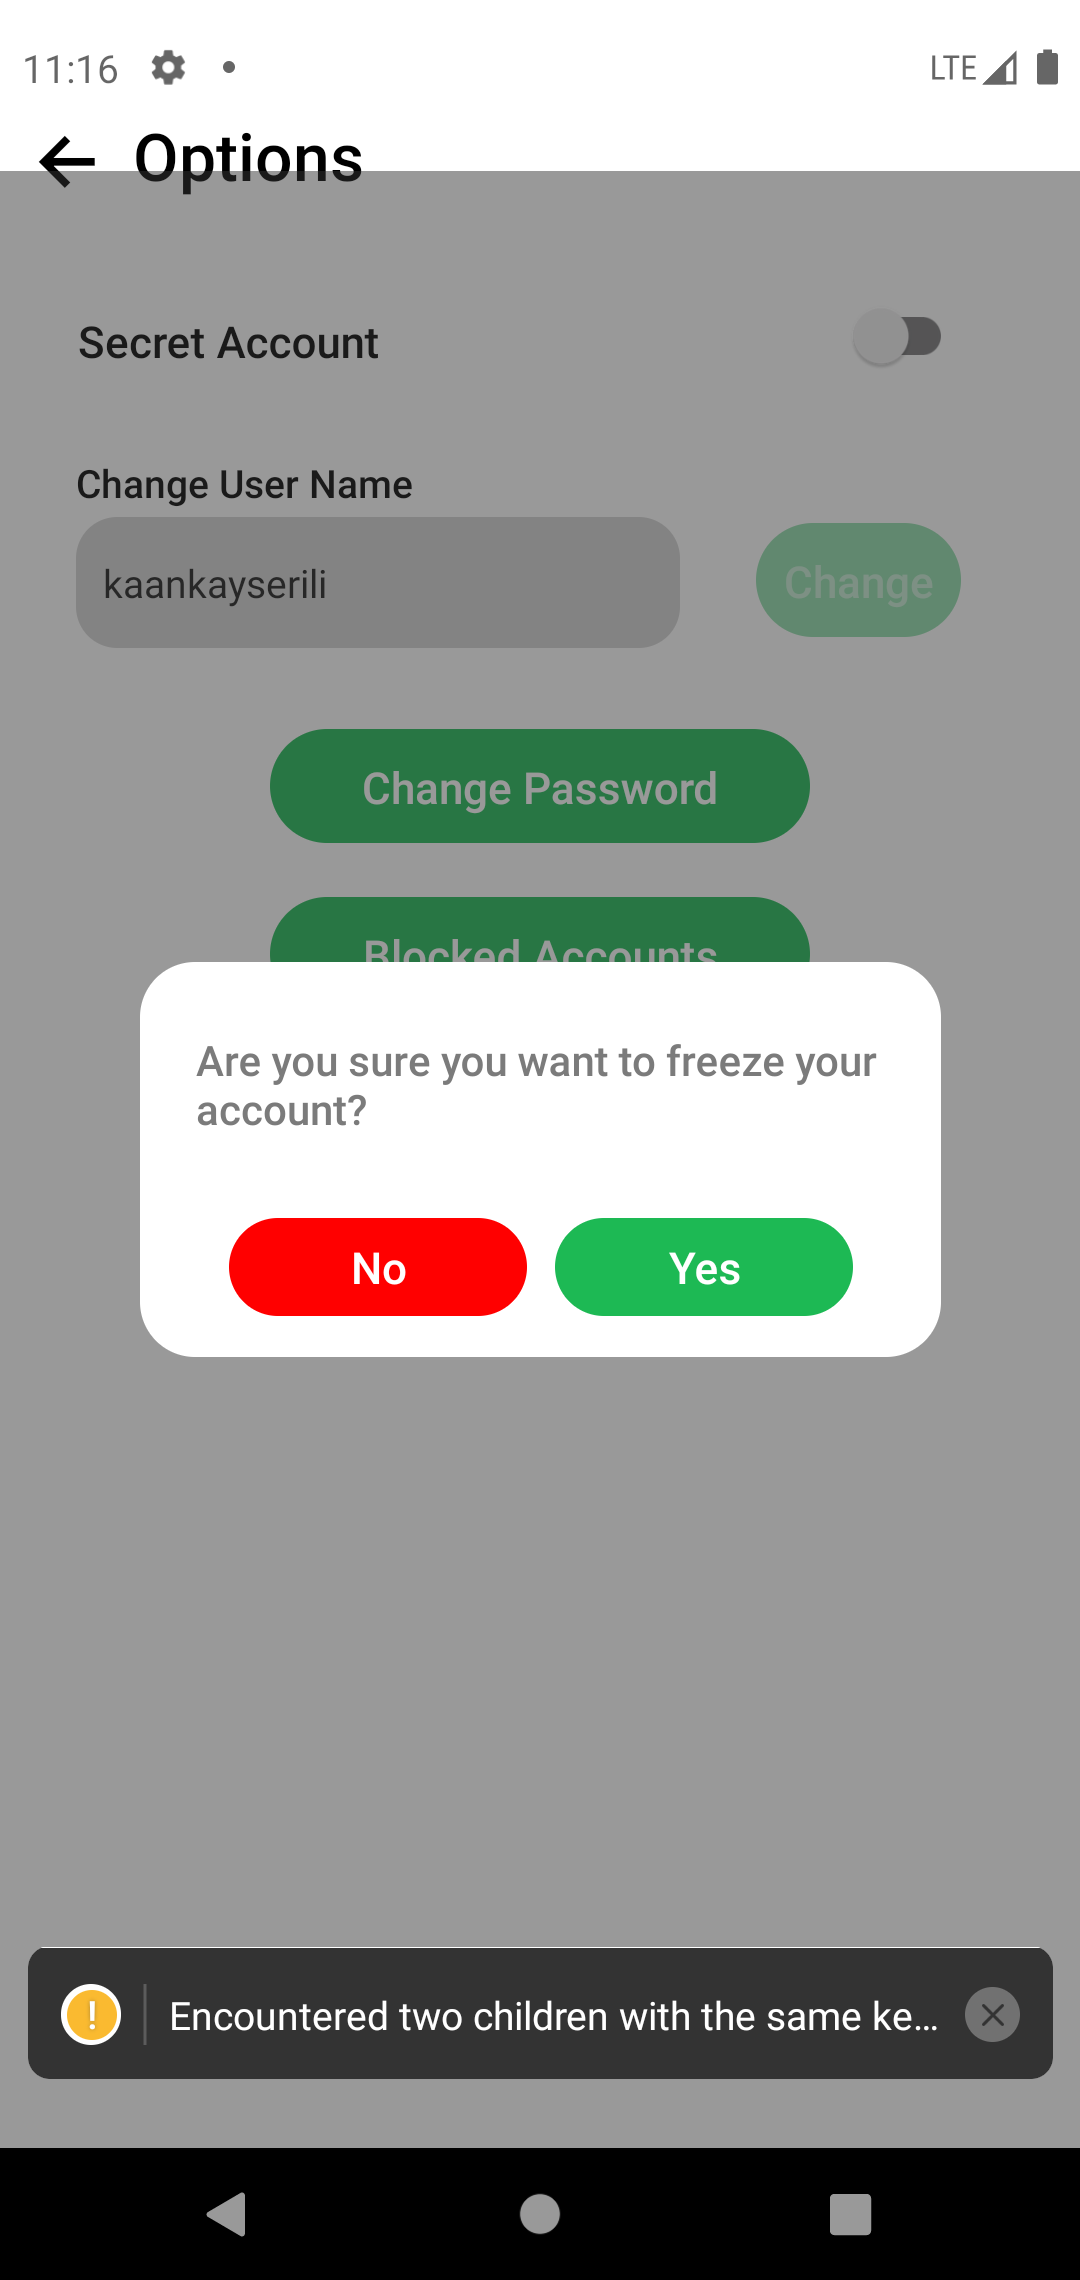 11:16
LTE
Options
Secret Account
Change User Name
kaankayserili
Change
Change Password
Blocked Accounts
Are you sure you want to freeze your
account?
No
Yes
!
Encountered two children with the same ke...